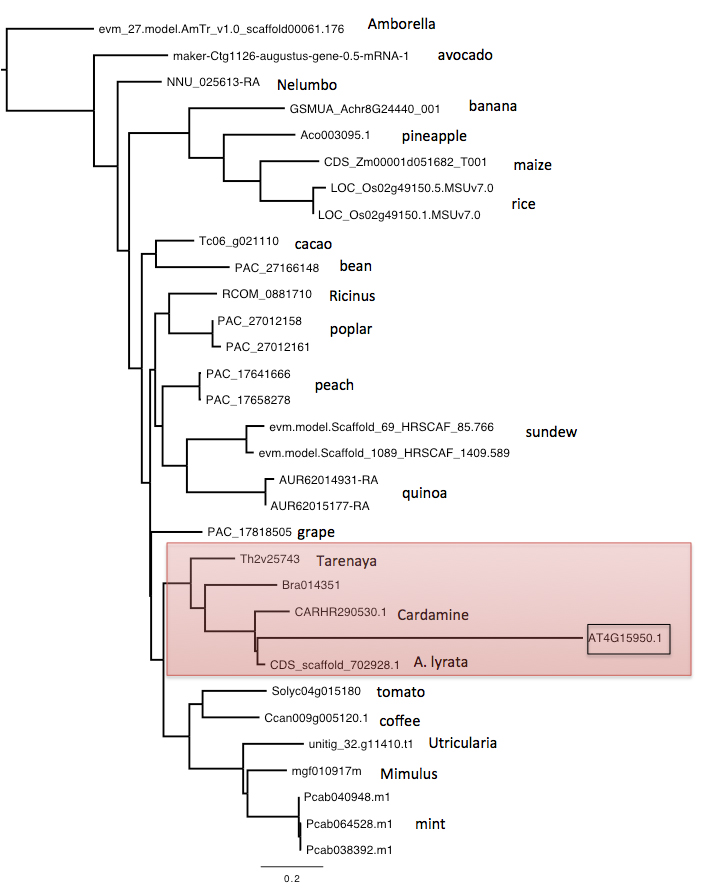 evm_27.model.AmTr_v1.0_scaffold00061.176 Amborella
maker-Ctg1126-augustus-gene-0.5-mRNA-1 avocado
NNU_025613-RA Nelumbo
GSMUA_Achr8G24440_001 banana
Aco003095.1 pineapple
CDS_Zm00001d051682_T001 maize
LOC_Os02g49150.5.MSUv7.0
rice
LOC_Os02g49150.1.MSUv7.0
Tc06_g021110 cacao
PAC_27166148 bean
RCOM_0881710 Ricinus
PAC_27012158
poplar
PAC_27012161
PAC_17641666
peach
PAC_17658278
evm.model.Scaffold_69_HRSCAF_85.766
sundew
evm.model.Scaffold_1089_HRSCAF_1409.589
AUR62014931-RA
quinoa
AUR62015177-RA
PAC_17818505 grape
Th2v25743 Tarenaya
Bra014351
CARHR290530.1 Cardamine
AT4G15950.1
CDS_scaffold_702928.1 A. lyrata
Solyc04g015180 tomato
Ccan009g005120.1 coffee
unitig_32.g11410.t1 Utricularia
mgf010917m Mimulus
Pcab040948.m1
Pcab064528.m1 mint
Pcab038392.m1
0.2